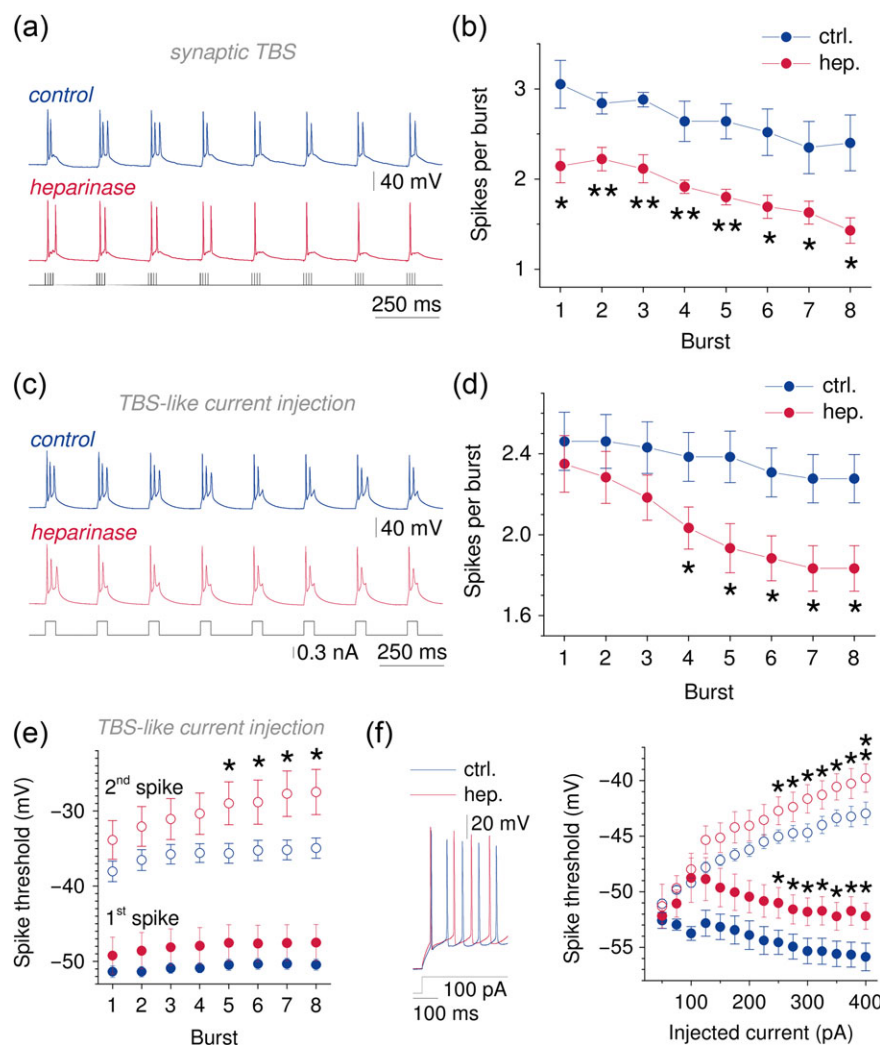 (a)
synaptic TBS
control
40 mV
heparinase
250 ms
(b)
ctrl.
hep.
Spikes per burst
3
2
1
* ** ** ** ** * * *
1 2 3 4 5 6 7 8
Burst
(c)
TBS-like current injection
control
40 mV
heparinase
0.3 nA 250 ms
(d)
ctrl.
hep.
Spikes per burst
2.4
2.0
1.6
* * * * *
1 2 3 4 5 6 7 8
Burst
(e)
TBS-like current injection
* * * *
2nd spike
1st spike
Spike threshold (mV)
−30
−40
−50
1 2 3 4 5 6 7 8
Burst
(f)
ctrl.
hep.
20 mV
100 pA
100 ms
Spike threshold (mV)
−40
−45
−50
−55
* * * * * * **
* * * * * * *
100 200 300 400
Injected current (pA)